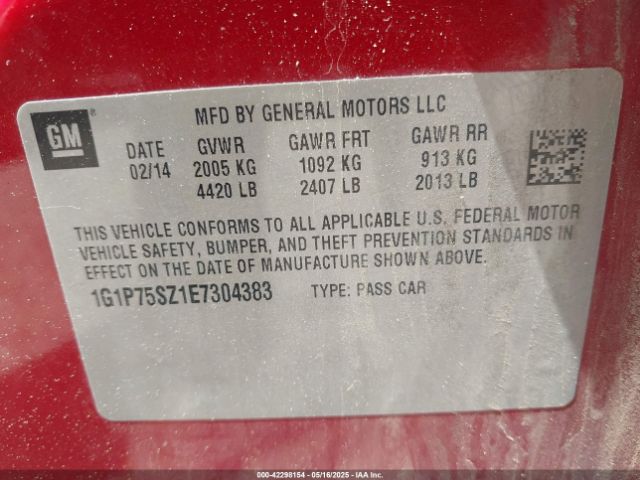 GM
MFD BY GENERAL MOTORS LLC
DATE GVWR GAWR FRT GAWR RR
02/14 2005 KG 1092 KG 913 KG
4420 LB 2407 LB 2013 LB
THIS VEHICLE CONFORMS TO ALL APPLICABLE U.S. FEDERAL MOTOR
VEHICLE SAFETY, BUMPER, AND THEFT PREVENTION STANDARDS IN
EFFECT ON THE DATE OF MANUFACTURE SHOWN ABOVE.
1G1P75SZ1E7304383 TYPE: PASS CAR
000-42298154 - 05/16/2025 - IAA Inc.